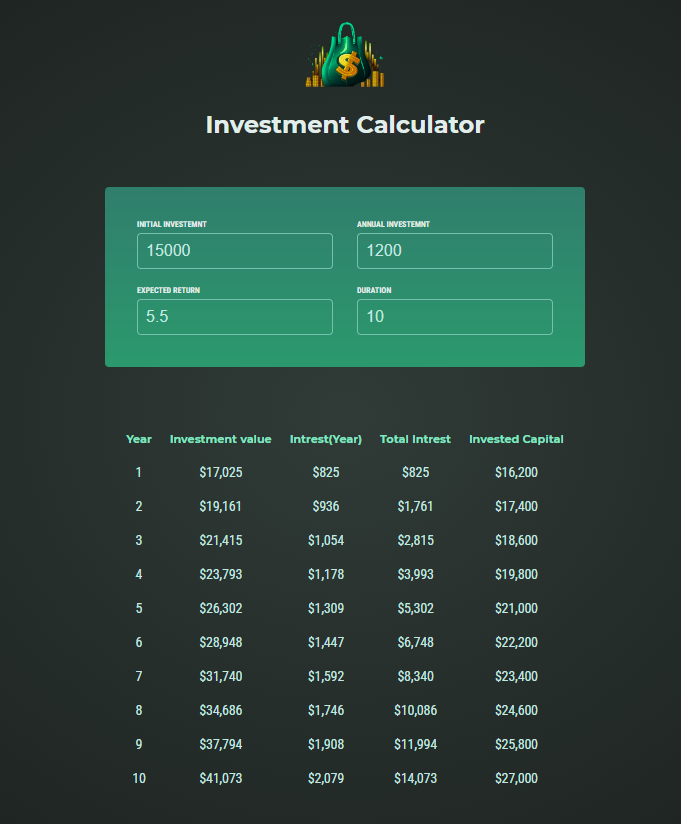 $
Investment Calculator
INITIAL INVESTEMNT ANNUAL INVESTEMNT
15000 1200
EXPECTED RETURN DURATION
5.5 10
Year Investment value Intrest(Year) Total Intrest Invested Capital
1 $17,025 $825 $825 $16,200
2 $19,161 $936 $1,761 $17,400
3 $21,415 $1,054 $2,815 $18,600
4 $23,793 $1,178 $3,993 $19,800
5 $26,302 $1,309 $5,302 $21,000
6 $28,948 $1,447 $6,748 $22,200
7 $31,740 $1,592 $8,340 $23,400
8 $34,686 $1,746 $10,086 $24,600
9 $37,794 $1,908 $11,994 $25,800
10 $41,073 $2,079 $14,073 $27,000